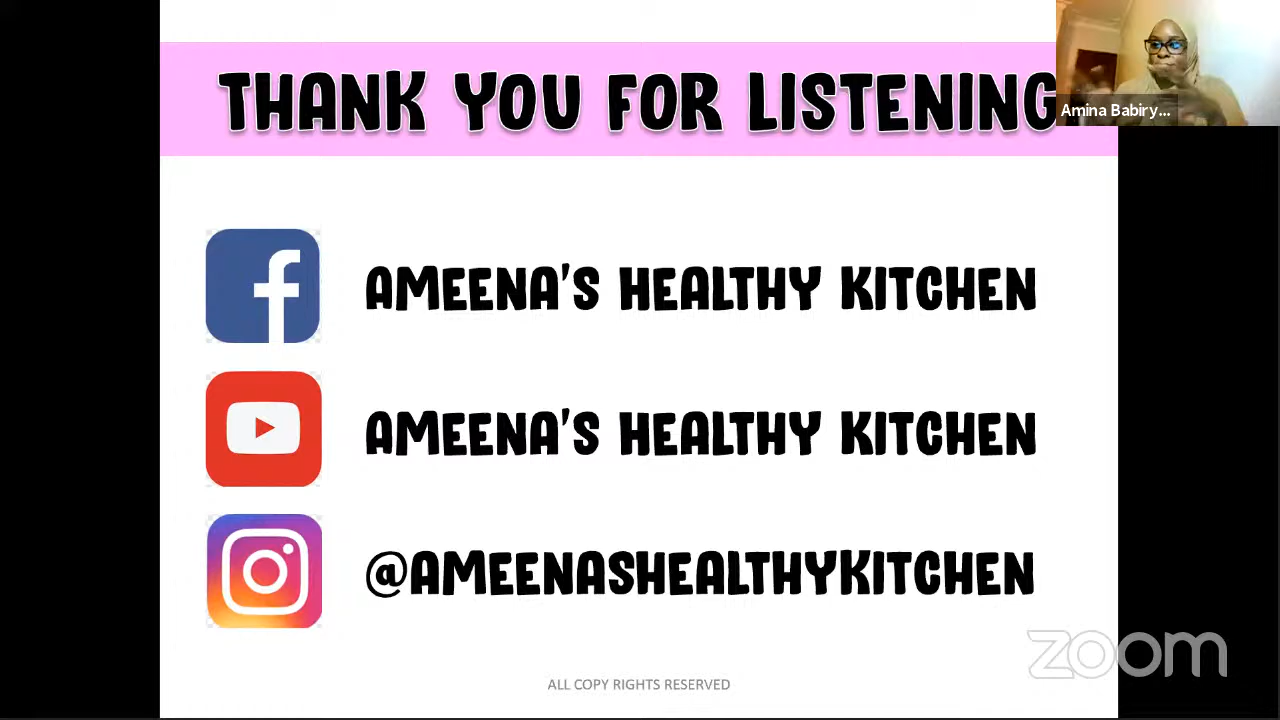 THANK YOU FOR LISTENING
Amina Babiry...
AMEENA'S HEALTHY KITCHEN
AMEENA'S HEALTHY KITCHEN
@AMEENASHEALTHYKITCHEN
zoom
ALL COPY RIGHTS RESERVED